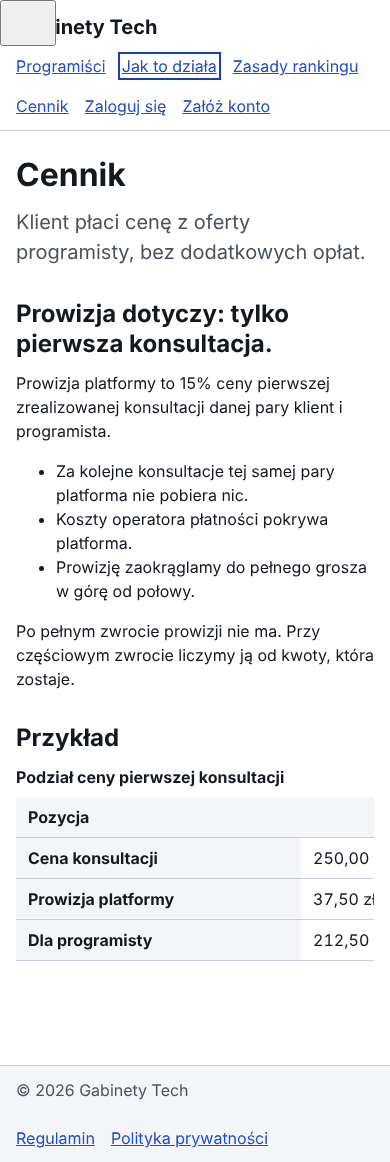 inety Tech
Programiści Jak to działa Zasady rankingu
Cennik Zaloguj się Załóż konto
Cennik
Klient płaci cenę z oferty
programisty, bez dodatkowych opłat.
Prowizja dotyczy: tylko
pierwsza konsultacja.
Prowizja platformy to 15% ceny pierwszej
zrealizowanej konsultacji danej pary klient i
programista.
• Za kolejne konsultacje tej samej pary
platforma nie pobiera nic.
• Koszty operatora płatności pokrywa
platforma.
• Prowizję zaokrąglamy do pełnego grosza
w górę od połowy.
Po pełnym zwrocie prowizji nie ma. Przy
częściowym zwrocie liczymy ją od kwoty, która
zostaje.
Przykład
Podział ceny pierwszej konsultacji
Pozycja
Cena konsultacji 250,00
Prowizja platformy 37,50 zł
Dla programisty 212,50
© 2026 Gabinety Tech
Regulamin Polityka prywatności